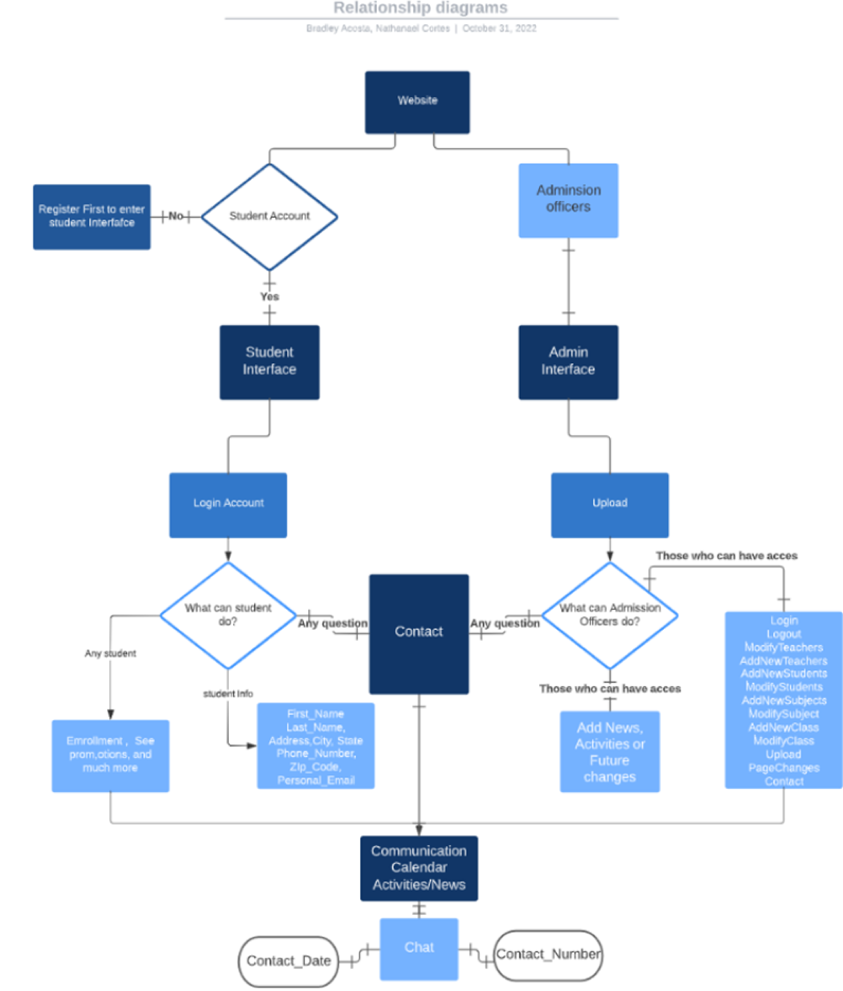 Relationship diagrams
Bradley Acosta, Nathanael Cortes | October 31, 2022
Website
Register First to enter
student Interfafce
No
Student Account
Adminsion
officers
Yes
Student
Interface
Admin
Interface
Login Account
Upload
Those who can have acces
What can student
do?
Any question
Contact
Any question
What can Admission
Officers do?
Login
Logout
ModifyTeachers
AddNewTeachers
AddNewStudents
ModifyStudents
AddNewSubjects
ModifySubject
AddNewClass
ModifyClass
Upload
PageChanges
Contact
Any student
student Info
Those who can have acces
Emrollment , See
prom,otions, and
much more
First_Name
Last_Name,
Address,City, State
Phone_Number,
ZIp_Code,
Personal_Email
Add News,
Activities or
Future
changes
Communication
Calendar
Activities/News
Contact_Date
Chat
Contact_Number